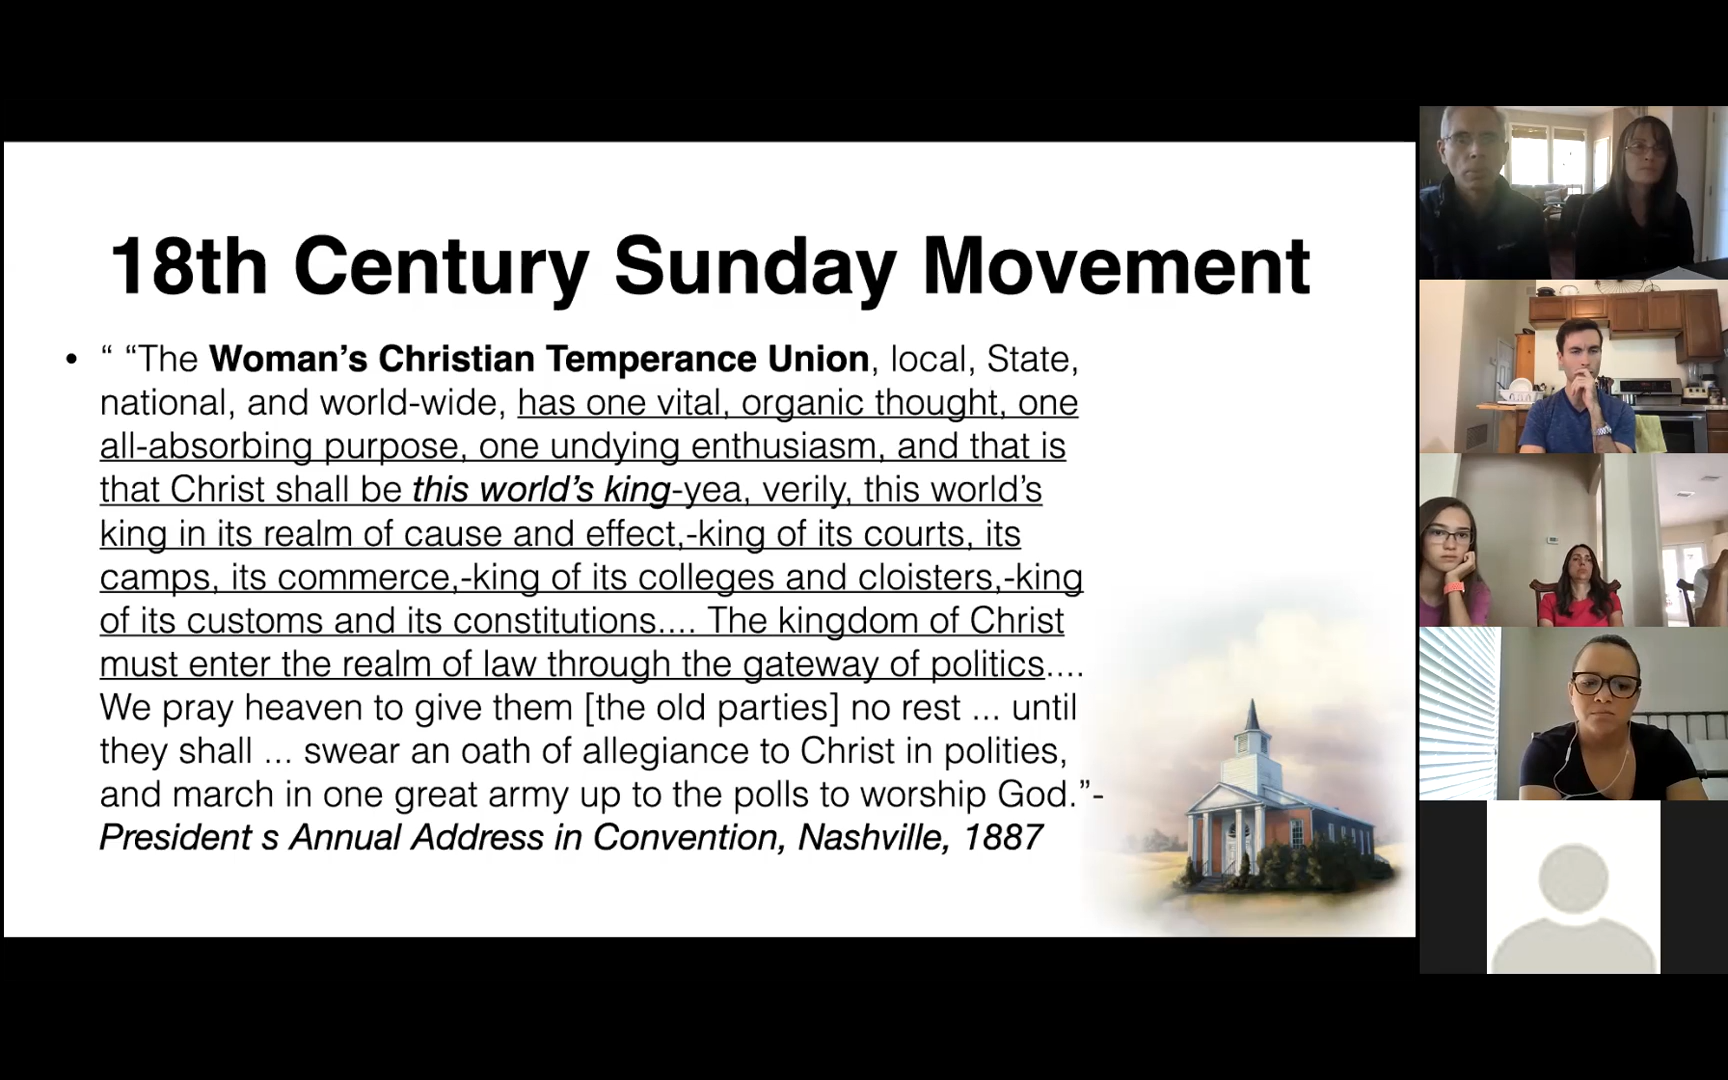 18th Century Sunday Movement
• “ “The Woman’s Christian Temperance Union, local, State,
national, and world-wide, has one vital, organic thought, one
all-absorbing purpose, one undying enthusiasm, and that is
that Christ shall be this world’s king-yea, verily, this world’s
king in its realm of cause and effect,-king of its courts, its
camps, its commerce,-king of its colleges and cloisters,-king
of its customs and its constitutions.... The kingdom of Christ
must enter the realm of law through the gateway of politics....
We pray heaven to give them [the old parties] no rest ... until
they shall ... swear an oath of allegiance to Christ in polities,
and march in one great army up to the polls to worship God.”-
President s Annual Address in Convention, Nashville, 1887